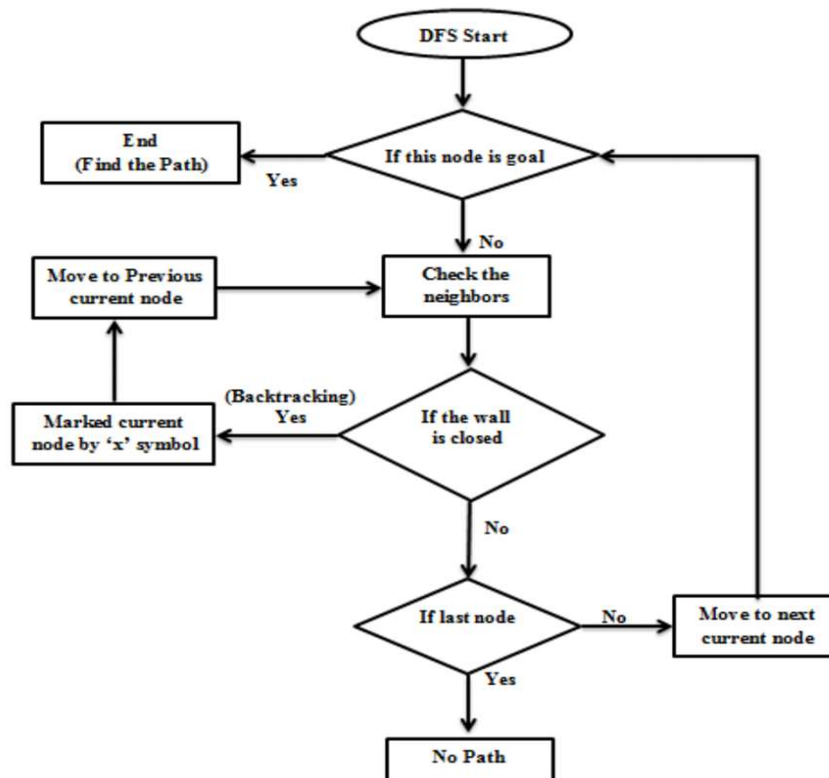 DFS Start
End
(Find the Path)
If this node is goal
Yes
No
Move to Previous
current node
Check the
neighbors
(Backtracking)
Yes
Marked current
node by ‘x’ symbol
If the wall
is closed
No
If last node
No
Move to next
current node
Yes
No Path